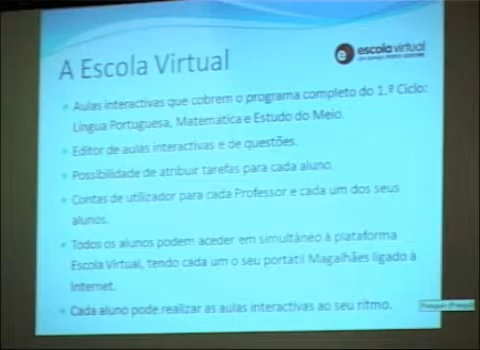 escolavirtual
A Escola Virtual
Aulas interactivas que cobrem o programa completo do 1.º Ciclo:
Língua Portuguesa, Matemática e Estudo do Meio.
Editor de aulas interactivas e de questões.
Possibilidade de atribuir tarefas para cada aluno.
Contas de utilizador para cada Professor e cada um dos seus
alunos.
Todos os alunos podem aceder em simultâneo à plataforma
Escola Virtual, tendo cada um o seu portatil Magalhães ligado à
Internet.
Cada aluno pode realizar as aulas interactivas ao seu ritmo.